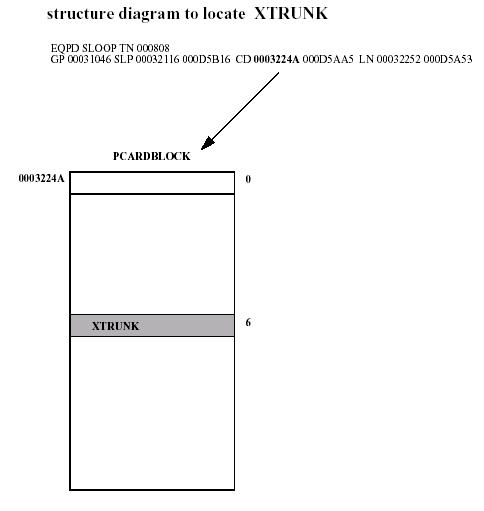 structure diagram to locate XTRUNK
EQPD SLOOP TN 000808
GP 00031046 SLP 00032116 000D5B16 CD 0003224A 000D5AA5 LN 00032252 000D5A53
PCARDBLOCK
0003224A 0
XTRUNK 6